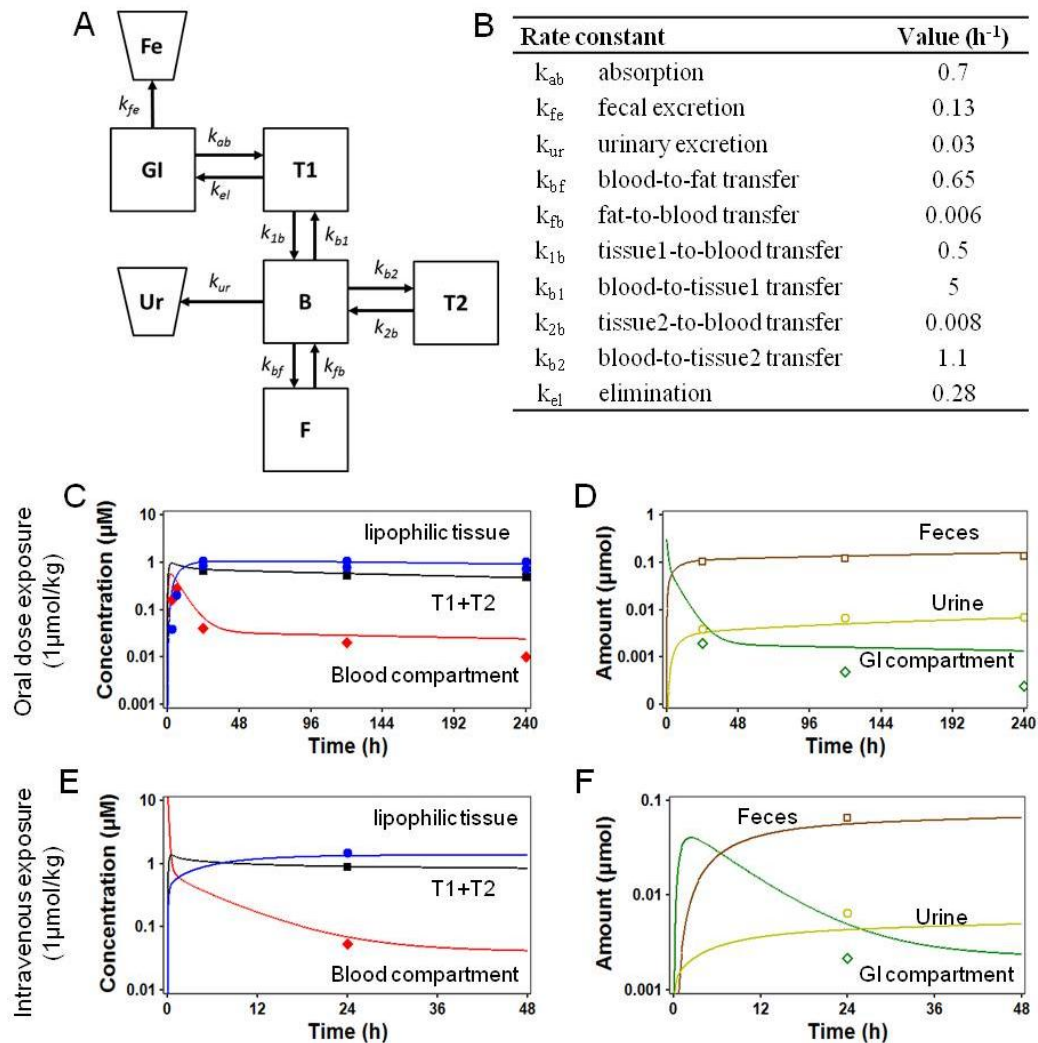 A
Fe
k_fe
GI
k_ab
k_el
T1
k_1b
k_b1
Ur
k_ur
B
k_b2
k_2b
T2
k_bf
k_fb
F
B
Rate constant Value (h⁻¹)
k_ab absorption 0.7
k_fe fecal excretion 0.13
k_ur urinary excretion 0.03
k_bf blood-to-fat transfer 0.65
k_fb fat-to-blood transfer 0.006
k_1b tissue1-to-blood transfer 0.5
k_b1 blood-to-tissue1 transfer 5
k_2b tissue2-to-blood transfer 0.008
k_b2 blood-to-tissue2 transfer 1.1
k_el elimination 0.28
Oral dose exposure
(1µmol/kg)
C
Concentration (µM)
10
1
0.1
0.01
0.001
lipophilic tissue
T1+T2
Blood compartment
0 48 96 144 192 240
Time (h)
D
Amount (µmol)
1
0.1
0.01
0.001
0
Feces
Urine
GI compartment
0 48 96 144 192 240
Time (h)
Intravenous exposure
(1µmol/kg)
E
Concentration (µM)
10
1
0.1
0.01
lipophilic tissue
T1+T2
Blood compartment
0 12 24 36 48
Time (h)
F
Amount (µmol)
0.1
0.01
0.001
Feces
Urine
GI compartment
0 12 24 36 48
Time (h)